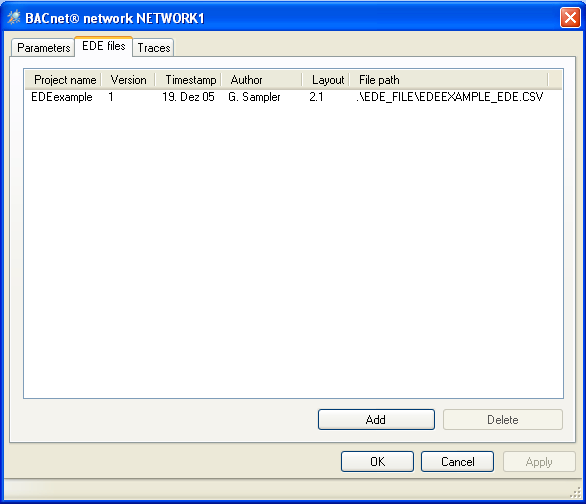 BACnet® network NETWORK1
Parameters EDE files Traces
Project name Version Timestamp Author Layout File path
EDEexample 1 19. Dez 05 G. Sampler 2.1 .\EDE_FILE\EDEEXAMPLE_EDE.CSV
Add Delete
OK Cancel Apply